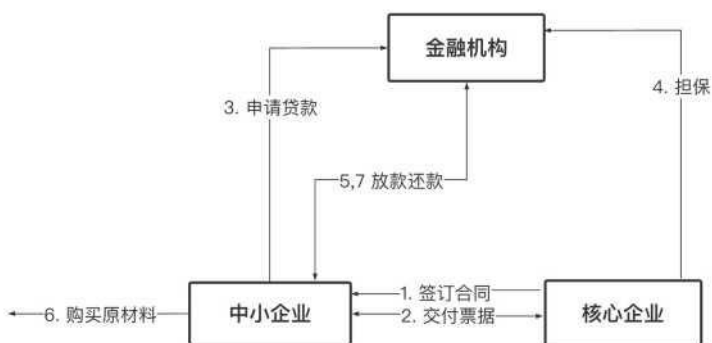 金融机构
4. 担保
3. 申请贷款
5,7 放款还款
1. 签订合同
6. 购买原材料
中小企业
2. 交付票据
核心企业